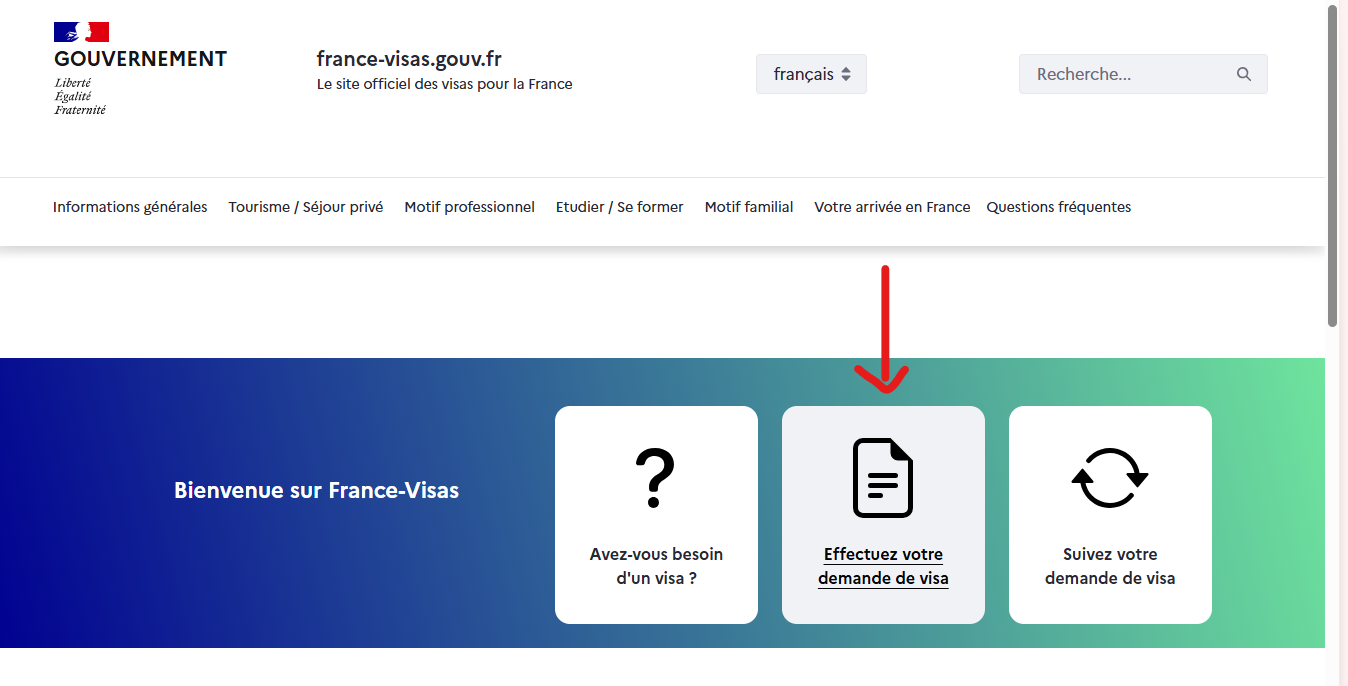 GOUVERNEMENT
Liberté
Égalité
Fraternité
france-visas.gouv.fr
Le site officiel des visas pour la France
français
Recherche...
Informations générales
Tourisme / Séjour privé
Motif professionnel
Etudier / Se former
Motif familial
Votre arrivée en France
Questions fréquentes
Bienvenue sur France-Visas
?
Avez-vous besoin
d'un visa ?
Effectuez votre
demande de visa
Suivez votre
demande de visa